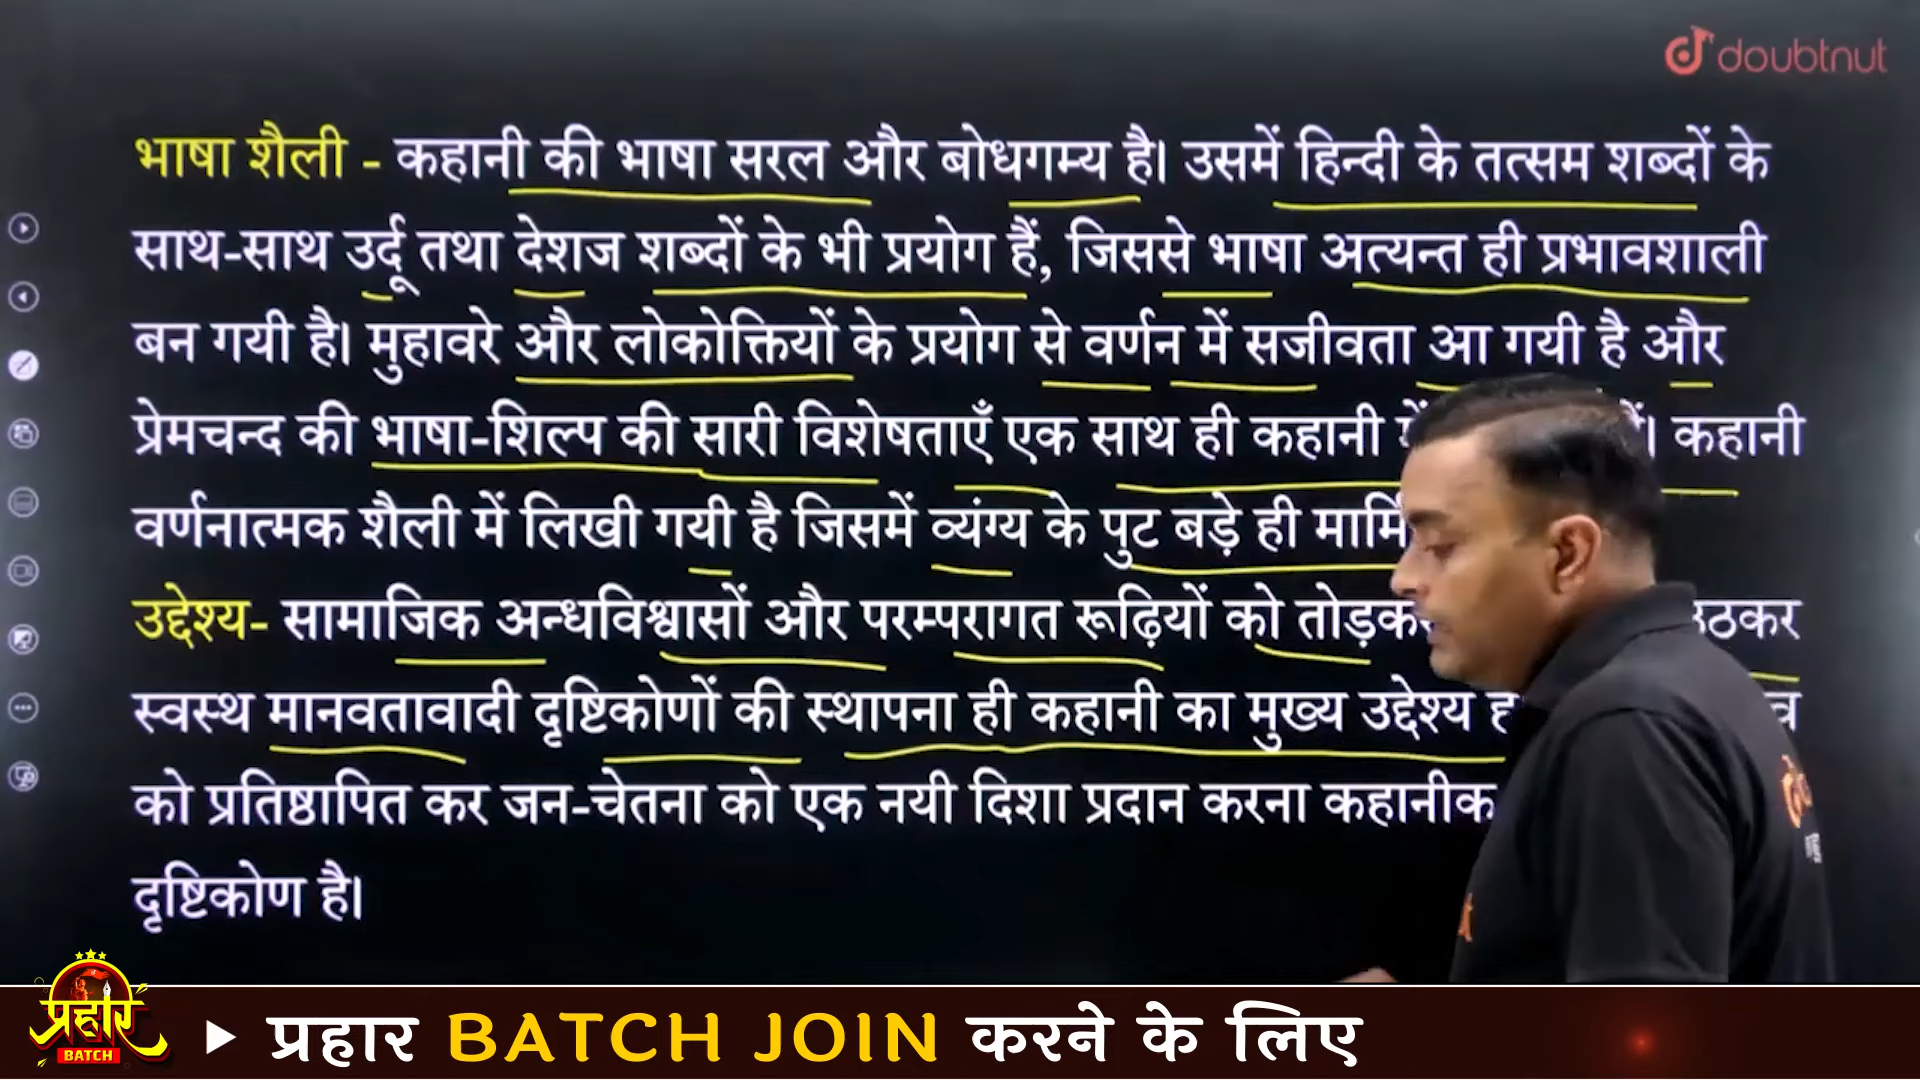 doubtnut
भाषा शैली - कहानी की भाषा सरल और बोधगम्य है। उसमें हिन्दी के तत्सम शब्दों के
साथ-साथ उर्दू तथा देशज शब्दों के भी प्रयोग हैं, जिससे भाषा अत्यन्त ही प्रभावशाली
बन गयी है। मुहावरे और लोकोक्तियों के प्रयोग से वर्णन में सजीवता आ गयी है और
प्रेमचन्द की भाषा-शिल्प की सारी विशेषताएँ एक साथ ही कहानी कहानी
वर्णनात्मक शैली में लिखी गयी है जिसमें व्यंग्य के पुट बड़े ही
उद्देश्य- सामाजिक अन्धविश्वासों और परम्परागत रूढ़ियों को
स्वस्थ मानवतावादी दृष्टिकोणों की स्थापना ही कहानी का मुख्य उद्देश्य
को प्रतिष्ठापित कर जन-चेतना को एक नयी दिशा प्रदान करना
दृष्टिकोण है।
प्रहार
BATCH
प्रहार BATCH JOIN करने के लिए